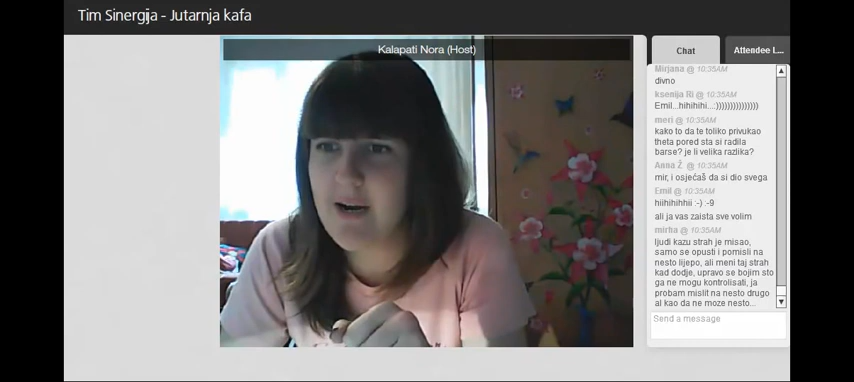 Tim Sinergija - Jutarnja kafa
Kalapati Nora (Host)
Chat
Attendee L...
Mirjana @ 10:35AM
divno
ksenija Ri @ 10:35AM
Emil...hihihihi...:)))))))))))))))
meri @ 10:35AM
kako to da te toliko privukao
theta pored sta si radila
barse? je li velika razlika?
Anna Ž @ 10:35AM
mir, i osjećaš da si dio svega
Emil @ 10:35AM
hiihihihhii :-) :-9
ali ja vas zaista sve volim
mirha @ 10:35AM
ljudi kazu strah je misao,
samo se opusti i pomisli na
nesto lijepo, ali meni taj strah
kad dodje, upravo se bojim sto
ga ne mogu kontrolisati, ja
probam mislit na nesto drugo
al kao da ne moze nesto...
Send a message